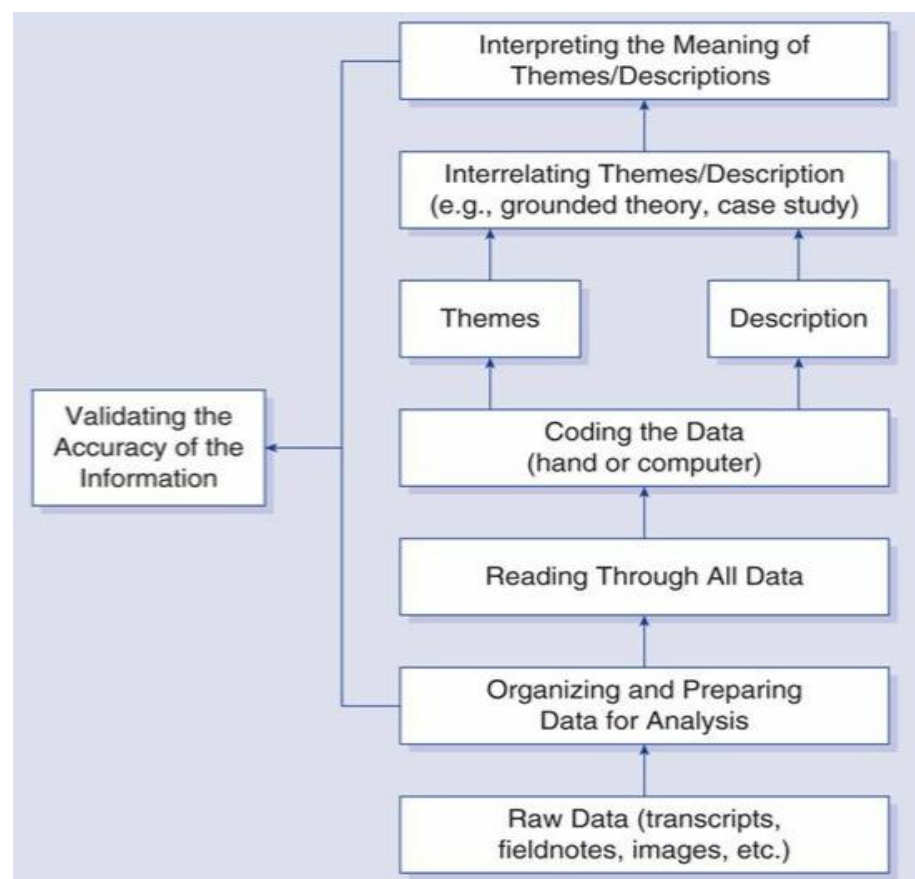 Interpreting the Meaning of
Themes/Descriptions
Interrelating Themes/Description
(e.g., grounded theory, case study)
Themes
Description
Validating the
Accuracy of the
Information
Coding the Data
(hand or computer)
Reading Through All Data
Organizing and Preparing
Data for Analysis
Raw Data (transcripts,
fieldnotes, images, etc.)